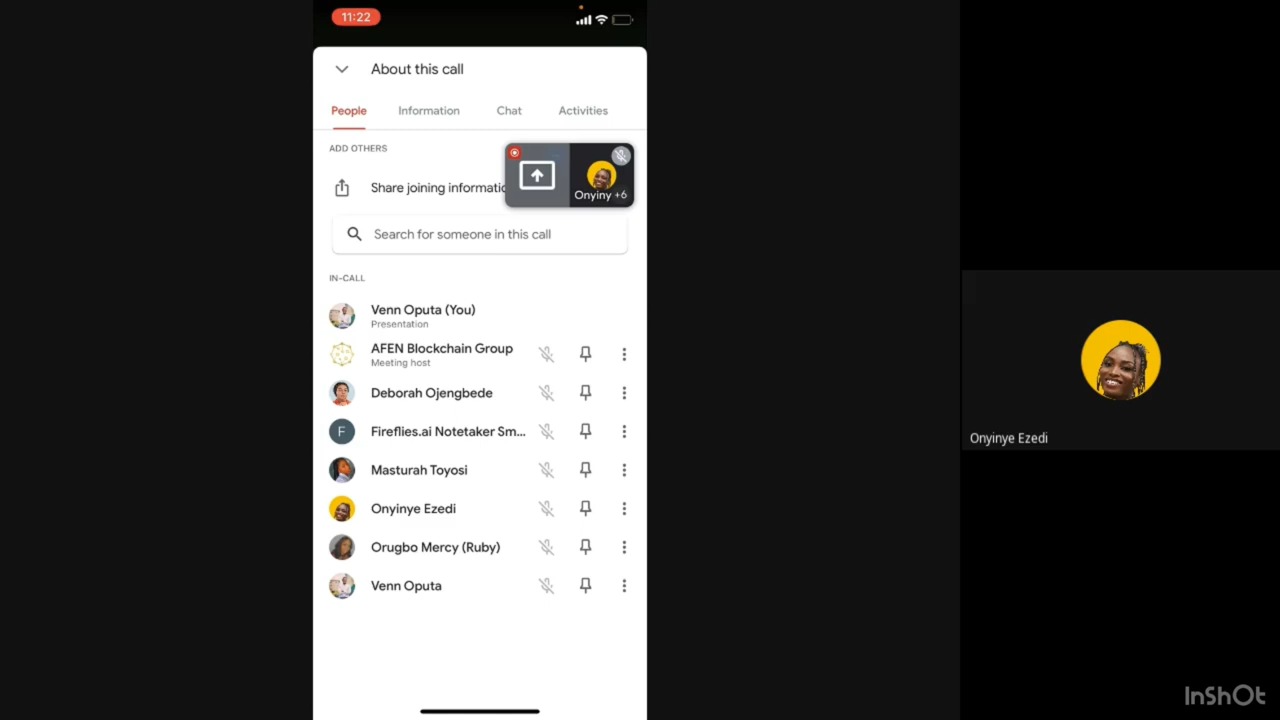 11:22
About this call
People Information Chat Activities
ADD OTHERS
Share joining informatio
Onyiny +6
Search for someone in this call
IN-CALL
Venn Oputa (You)
Presentation
AFEN Blockchain Group
Meeting host
Deborah Ojengbede
F
Fireflies.ai Notetaker Sm...
Masturah Toyosi
Onyinye Ezedi
Orugbo Mercy (Ruby)
Venn Oputa
Onyinye Ezedi
InShOt